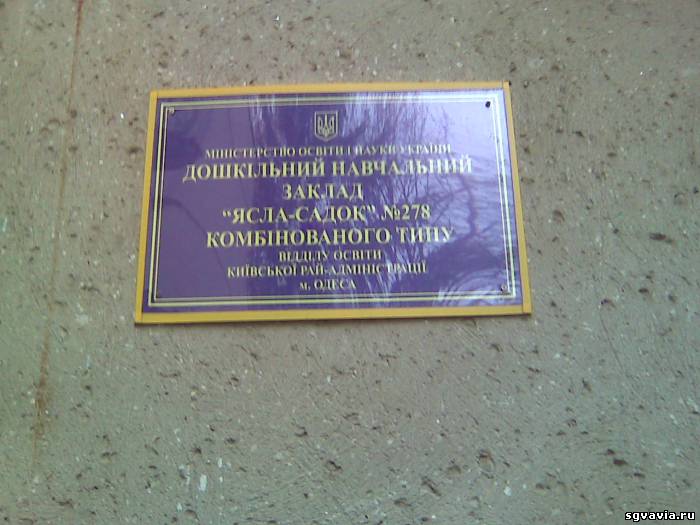 МІНІСТЕРСТВО ОСВІТИ І НАУКИ УКРАЇНИ
ДОШКІЛЬНИЙ НАВЧАЛЬНИЙ
ЗАКЛАД
“ЯСЛА-САДОК” №278
КОМБІНОВАНОГО ТИПУ
ВІДДІЛУ ОСВІТИ
КИЇВСЬКОЇ РАЙ-АДМІНІСТРАЦІЇ
м. ОДЕСА
sgvavia.ru